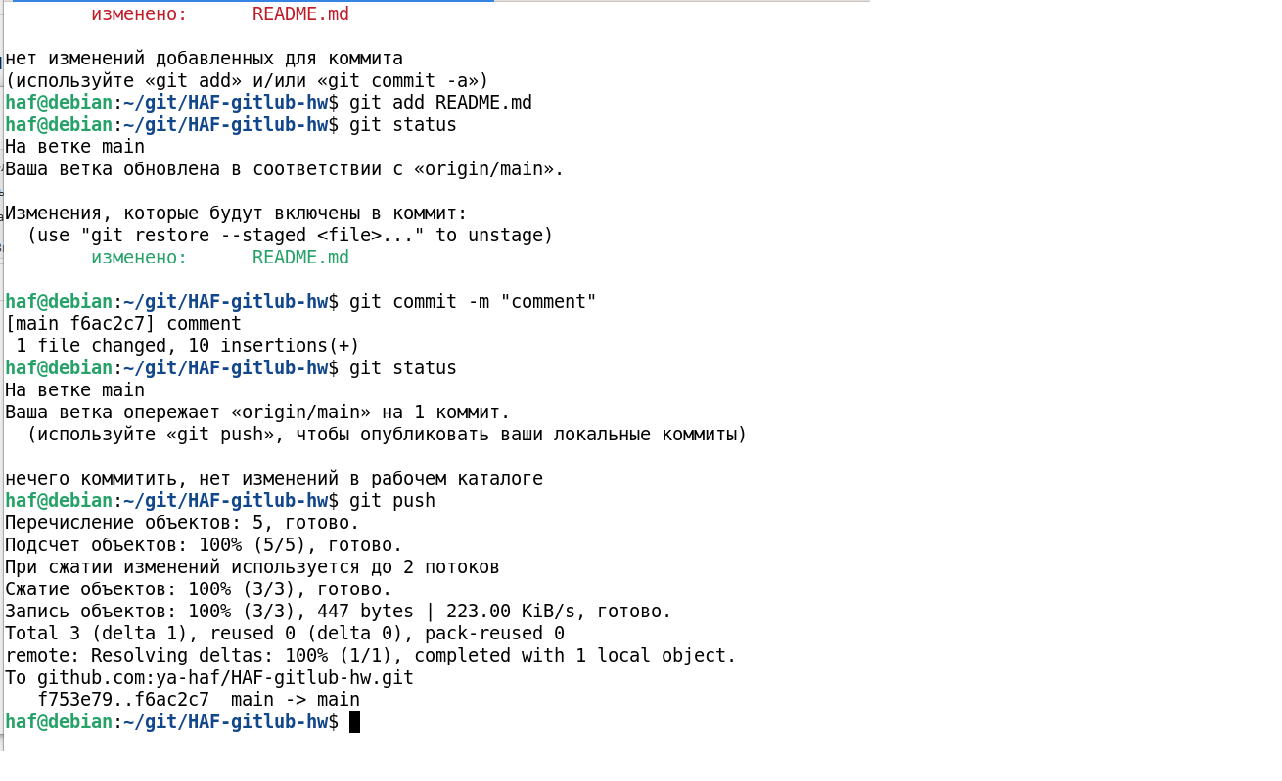 изменено:      README.md
нет изменений добавленных для коммита
(используйте «git add» и/или «git commit -a»)
haf@debian:~/git/HAF-gitlub-hw$ git add README.md
haf@debian:~/git/HAF-gitlub-hw$ git status
На ветке main
Ваша ветка обновлена в соответствии с «origin/main».
Изменения, которые будут включены в коммит:
  (use "git restore --staged <file>..." to unstage)
        изменено:      README.md
haf@debian:~/git/HAF-gitlub-hw$ git commit -m "comment"
[main f6ac2c7] comment
 1 file changed, 10 insertions(+)
haf@debian:~/git/HAF-gitlub-hw$ git status
На ветке main
Ваша ветка опережает «origin/main» на 1 коммит.
  (используйте «git push», чтобы опубликовать ваши локальные коммиты)
нечего коммитить, нет изменений в рабочем каталоге
haf@debian:~/git/HAF-gitlub-hw$ git push
Перечисление объектов: 5, готово.
Подсчет объектов: 100% (5/5), готово.
При сжатии изменений используется до 2 потоков
Сжатие объектов: 100% (3/3), готово.
Запись объектов: 100% (3/3), 447 bytes | 223.00 KiB/s, готово.
Total 3 (delta 1), reused 0 (delta 0), pack-reused 0
remote: Resolving deltas: 100% (1/1), completed with 1 local object.
To github.com:ya-haf/HAF-gitlub-hw.git
   f753e79..f6ac2c7  main -> main
haf@debian:~/git/HAF-gitlub-hw$